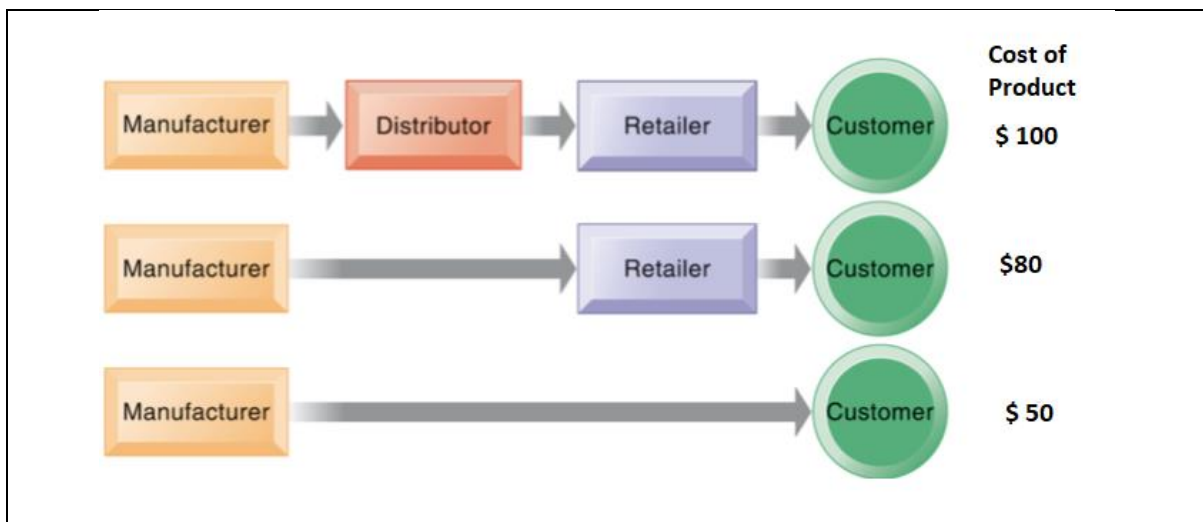 Cost of
Product
Manufacturer Distributor Retailer Customer $ 100
Manufacturer Retailer Customer $80
Manufacturer Customer $ 50